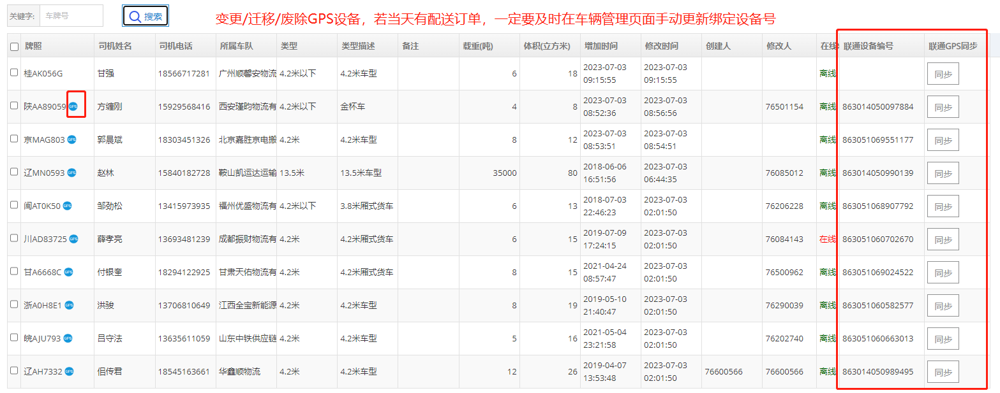 关键字: 车牌号 搜索 变更/迁移/废除GPS设备，若当天有配送订单，一定要及时在车辆管理页面手动更新绑定设备号
牌照 司机姓名 司机电话 所属车队 类型 类型描述 备注 载重(吨) 体积(立方米) 增加时间 修改时间 创建人 修改人 在线 联通设备编号 联通GPS同步
桂AK056G 甘强 18566717281 广州顺馨安物流 4.2米以下 4.2米车型 6 18 2023-07-03 09:15:55 2023-07-03 09:15:55 离线 同步
陕AA89059 GPS 方缠刚 15929568416 西安瑾昀物流有 4.2米以下 金杯车 4 8 2023-07-03 08:52:36 2023-07-03 08:56:56 76501154 离线 863014050097884 同步
京MAG803 GPS 郭晨斌 18303451326 北京嘉胜京电搬 4.2米 4.2米车型 8 12 2023-07-03 08:53:51 2023-07-03 08:54:51 离线 863051069551177 同步
辽MN0593 GPS 赵林 15840182728 鞍山凯运达运输 13.5米 13.5米车型 35000 80 2018-06-06 16:51:56 2023-07-03 06:44:35 76085012 离线 863014050990139 同步
闽AT0K50 GPS 邹劲松 13415973935 福州优盛物流有 4.2米以下 3.8米厢式货车 6 13 2018-07-03 22:46:23 2023-07-03 02:01:50 76206228 离线 863051068907792 同步
川AD83725 GPS 薛孝亮 13693481239 成都振财物流有 4.2米 4.2米厢式货车 6 15 2019-07-09 17:24:15 2023-07-03 02:01:50 76084143 在线 863051060702670 同步
甘A6668C GPS 付银奎 18294122925 甘肃天佑物流有 4.2米 4.2米厢式货车 8 15 2021-04-24 08:57:47 2023-07-03 02:01:50 76500962 离线 863051069024522 同步
浙A0H8E1 GPS 洪骏 13706810649 江西全宝新能源 4.2米 4.2米车型 8 19 2019-05-10 21:40:47 2023-07-03 02:01:50 76290039 离线 863051060582577 同步
皖AJU793 GPS 吕守法 13635611059 山东中铁供应链 4.2米 4.2米车型 5 16 2021-05-04 23:21:58 2023-07-03 02:01:50 76202740 离线 863051060663013 同步
辽AH7332 GPS 佀传君 18545163661 华鑫顺物流 4.2米 4.2米车型 12 26 2019-04-07 13:53:48 2023-07-03 02:01:50 76600566 76600566 离线 863014050989495 同步